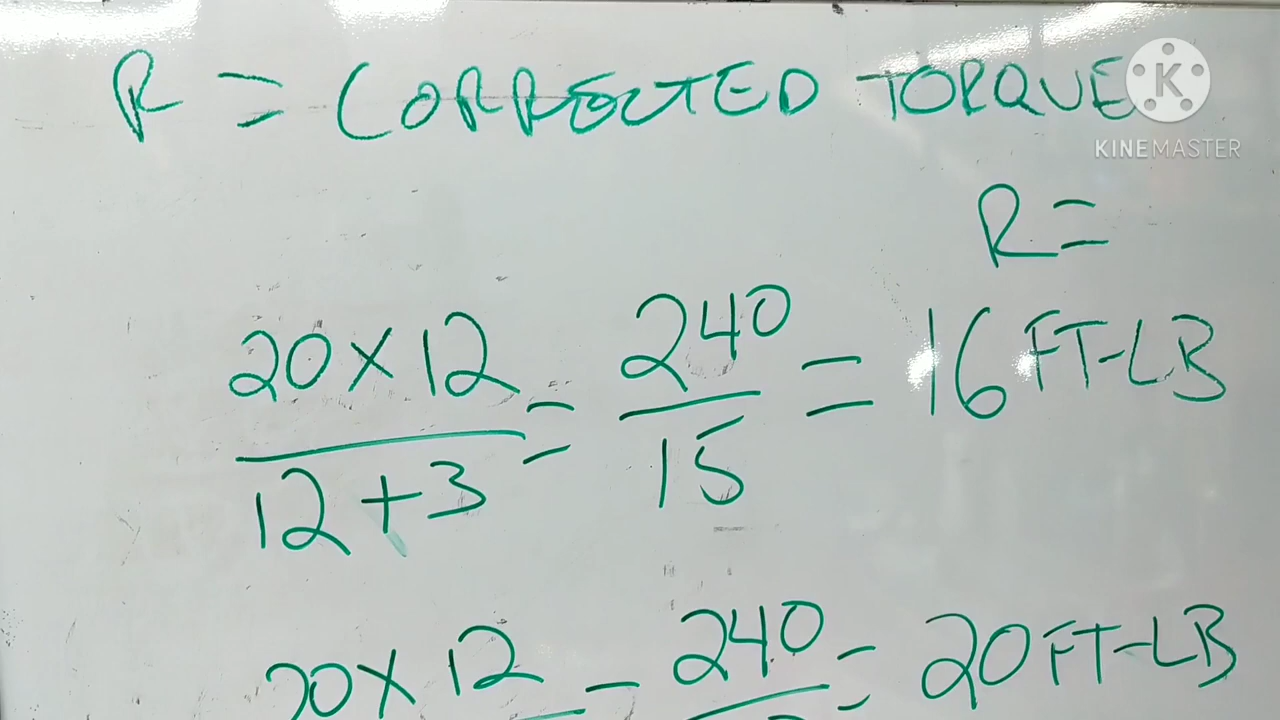 R = CORRECTED TORQUE
KINEMASTER
R =
20 X 12 / 12 + 3 = 240 / 15 = 16 FT-LB
20 X 12 = 240 = 20 FT-LB